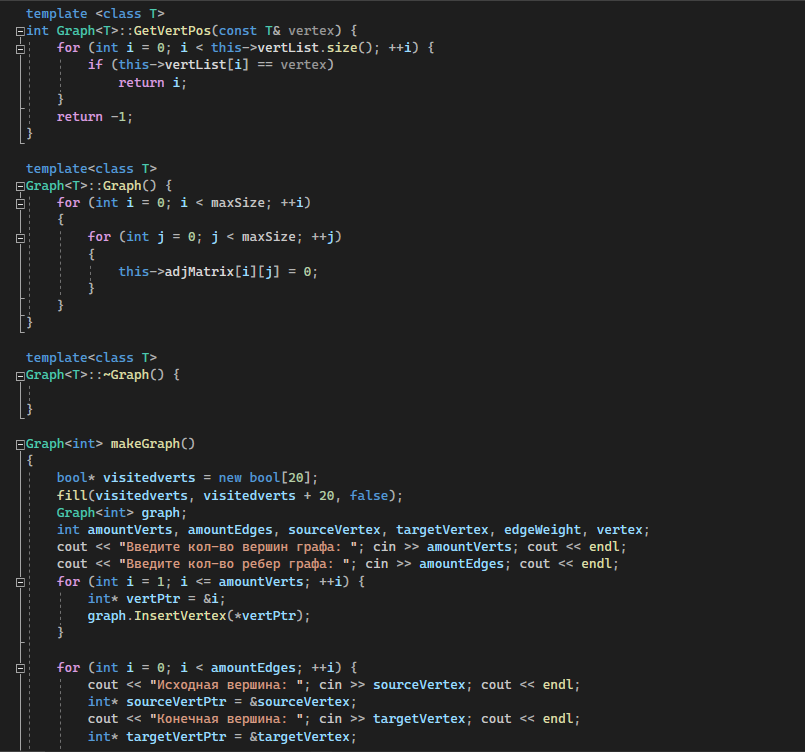 template <class T>
int Graph<T>::GetVertPos(const T& vertex) {
    for (int i = 0; i < this->vertList.size(); ++i) {
        if (this->vertList[i] == vertex)
            return i;
    }
    return -1;
}
template<class T>
Graph<T>::Graph() {
    for (int i = 0; i < maxSize; ++i)
    {
        for (int j = 0; j < maxSize; ++j)
        {
            this->adjMatrix[i][j] = 0;
        }
    }
}
template<class T>
Graph<T>::~Graph() {
}
Graph<int> makeGraph()
{
    bool* visitedverts = new bool[20];
    fill(visitedverts, visitedverts + 20, false);
    Graph<int> graph;
    int amountVerts, amountEdges, sourceVertex, targetVertex, edgeWeight, vertex;
    cout << "Введите кол-во вершин графа: "; cin >> amountVerts; cout << endl;
    cout << "Введите кол-во ребер графа: "; cin >> amountEdges; cout << endl;
    for (int i = 1; i <= amountVerts; ++i) {
        int* vertPtr = &i;
        graph.InsertVertex(*vertPtr);
    }
    for (int i = 0; i < amountEdges; ++i) {
        cout << "Исходная вершина: "; cin >> sourceVertex; cout << endl;
        int* sourceVertPtr = &sourceVertex;
        cout << "Конечная вершина: "; cin >> targetVertex; cout << endl;
        int* targetVertPtr = &targetVertex;